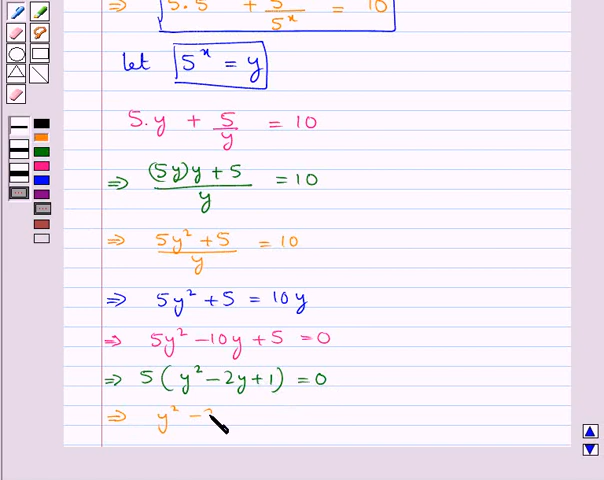 ⇒ 5.5 + 5/5ˣ = 10
let 5ˣ = y
5.y + 5/y = 10
⇒ (5y)y + 5 / y = 10
⇒ 5y² + 5 / y = 10
⇒ 5y² + 5 = 10y
⇒ 5y² - 10y + 5 = 0
⇒ 5(y² - 2y + 1) = 0
⇒ y² -